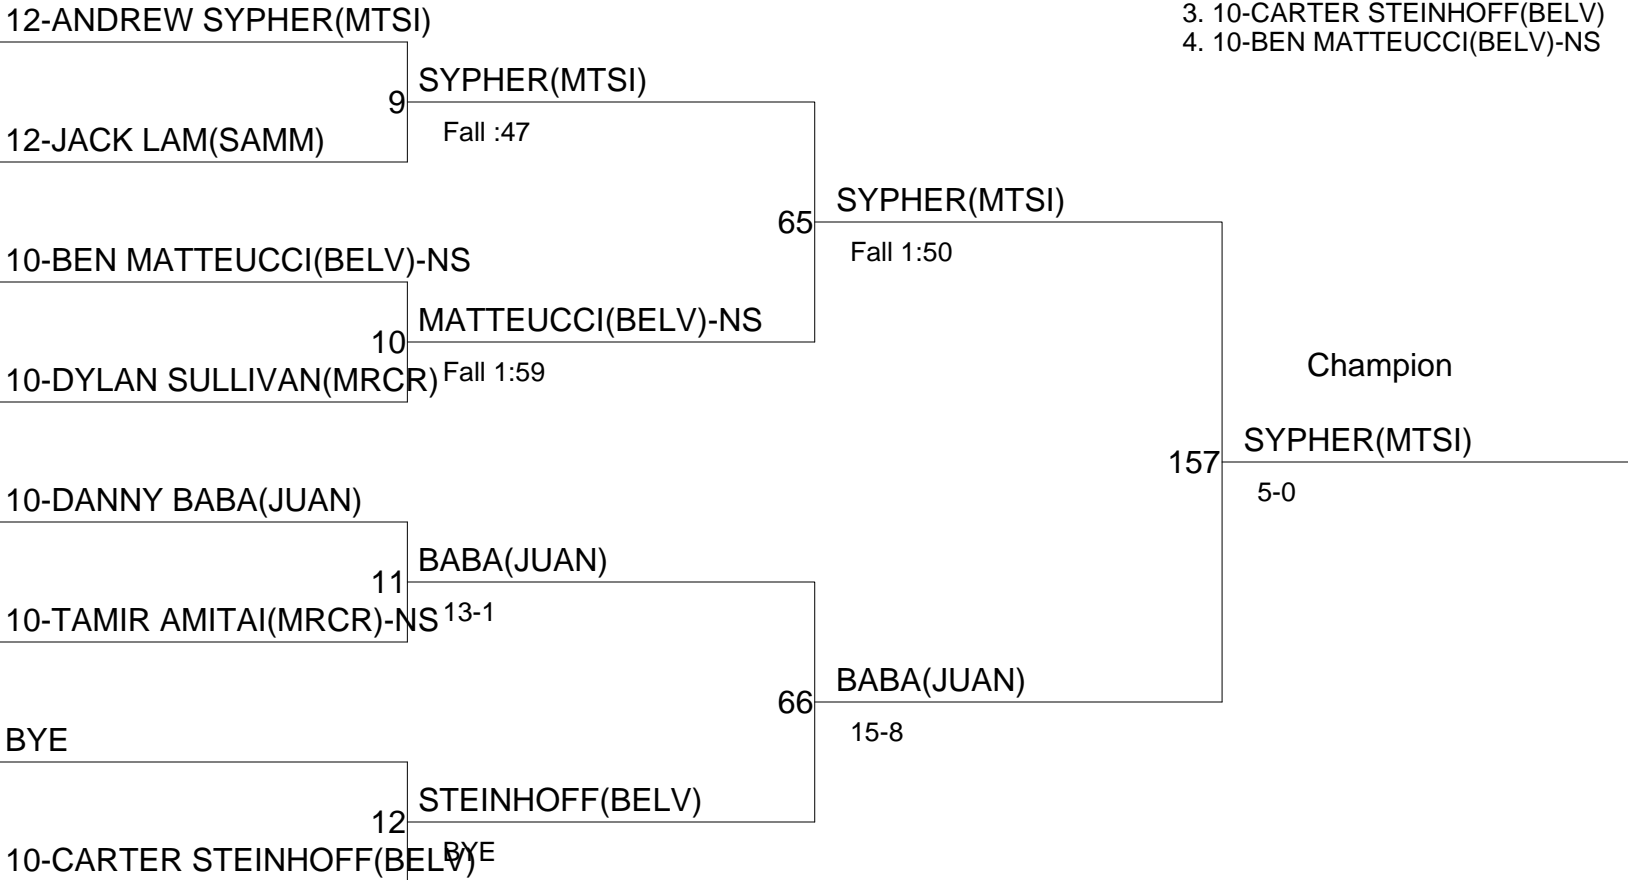 12-ANDREW SYPHER(MTSI)
3. 10-CARTER STEINHOFF(BELV)
4. 10-BEN MATTEUCCI(BELV)-NS
SYPHER(MTSI)
9
Fall :47
12-JACK LAM(SAMM)
SYPHER(MTSI)
65
Fall 1:50
10-BEN MATTEUCCI(BELV)-NS
MATTEUCCI(BELV)-NS
10
Fall 1:59
10-DYLAN SULLIVAN(MRCR)
Champion
SYPHER(MTSI)
157
5-0
10-DANNY BABA(JUAN)
BABA(JUAN)
11
13-1
10-TAMIR AMITAI(MRCR)-NS
BABA(JUAN)
66
15-8
BYE
STEINHOFF(BELV)
12
BYE
10-CARTER STEINHOFF(BELV)